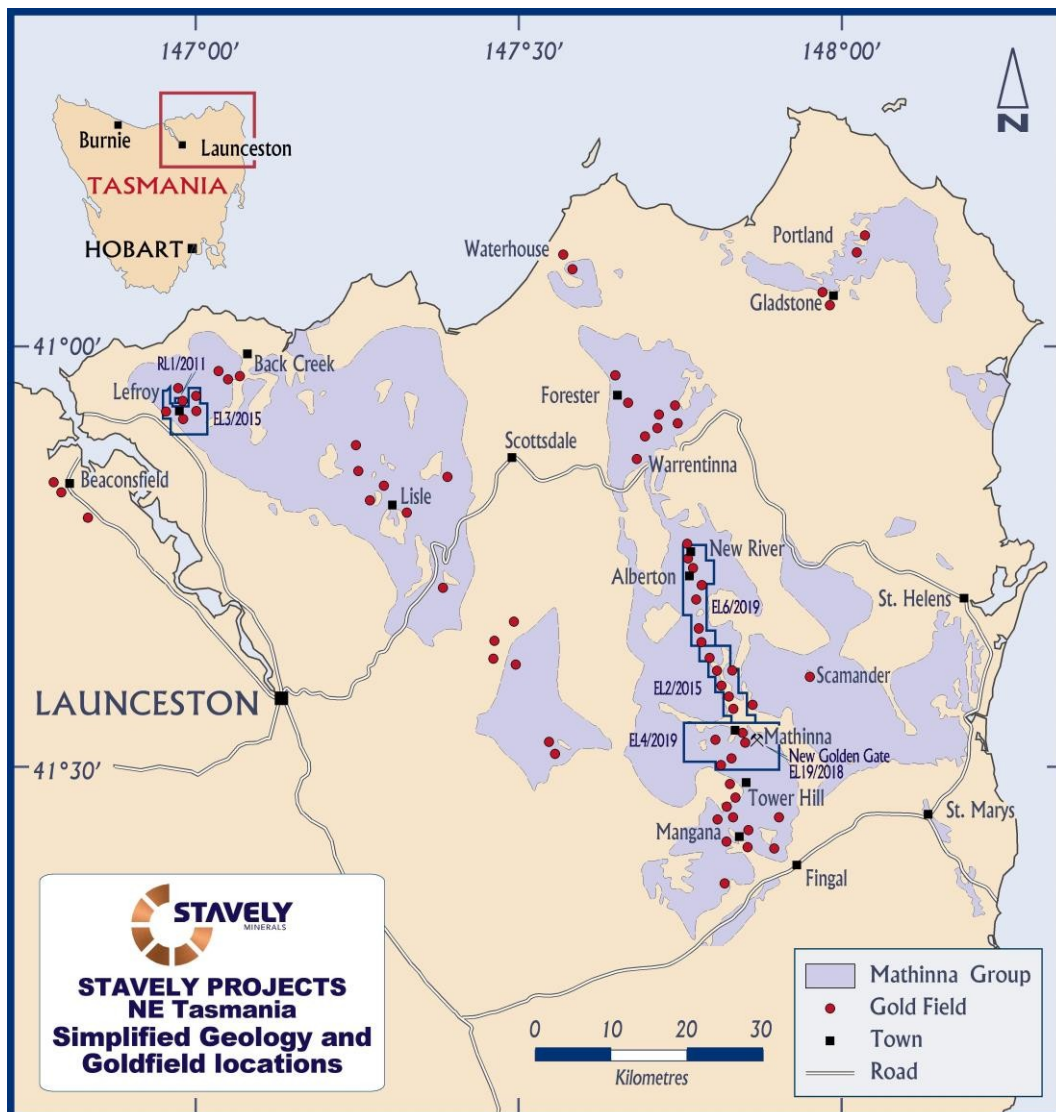 147°00'
147°30'
148°00'
N
Burnie
Launceston
TASMANIA
HOBART
Waterhouse
Portland
Gladstone
41°00'
RL1/2011
Back Creek
Lefroy
EL3/2015
Forester
Scottsdale
Warrentinna
Beaconsfield
Lisle
New River
Alberton
EL6/2019
St. Helens
LAUNCESTON
EL2/2015
Scamander
EL4/2019
Mathinna
41°30'
New Golden Gate
EL19/2018
Tower Hill
St. Marys
Mangana
Fingal
STAVELY
MINERALS
STAVELY PROJECTS
NE Tasmania
Simplified Geology and
Goldfield locations
0 10 20 30
Kilometres
Mathinna Group
Gold Field
Town
Road